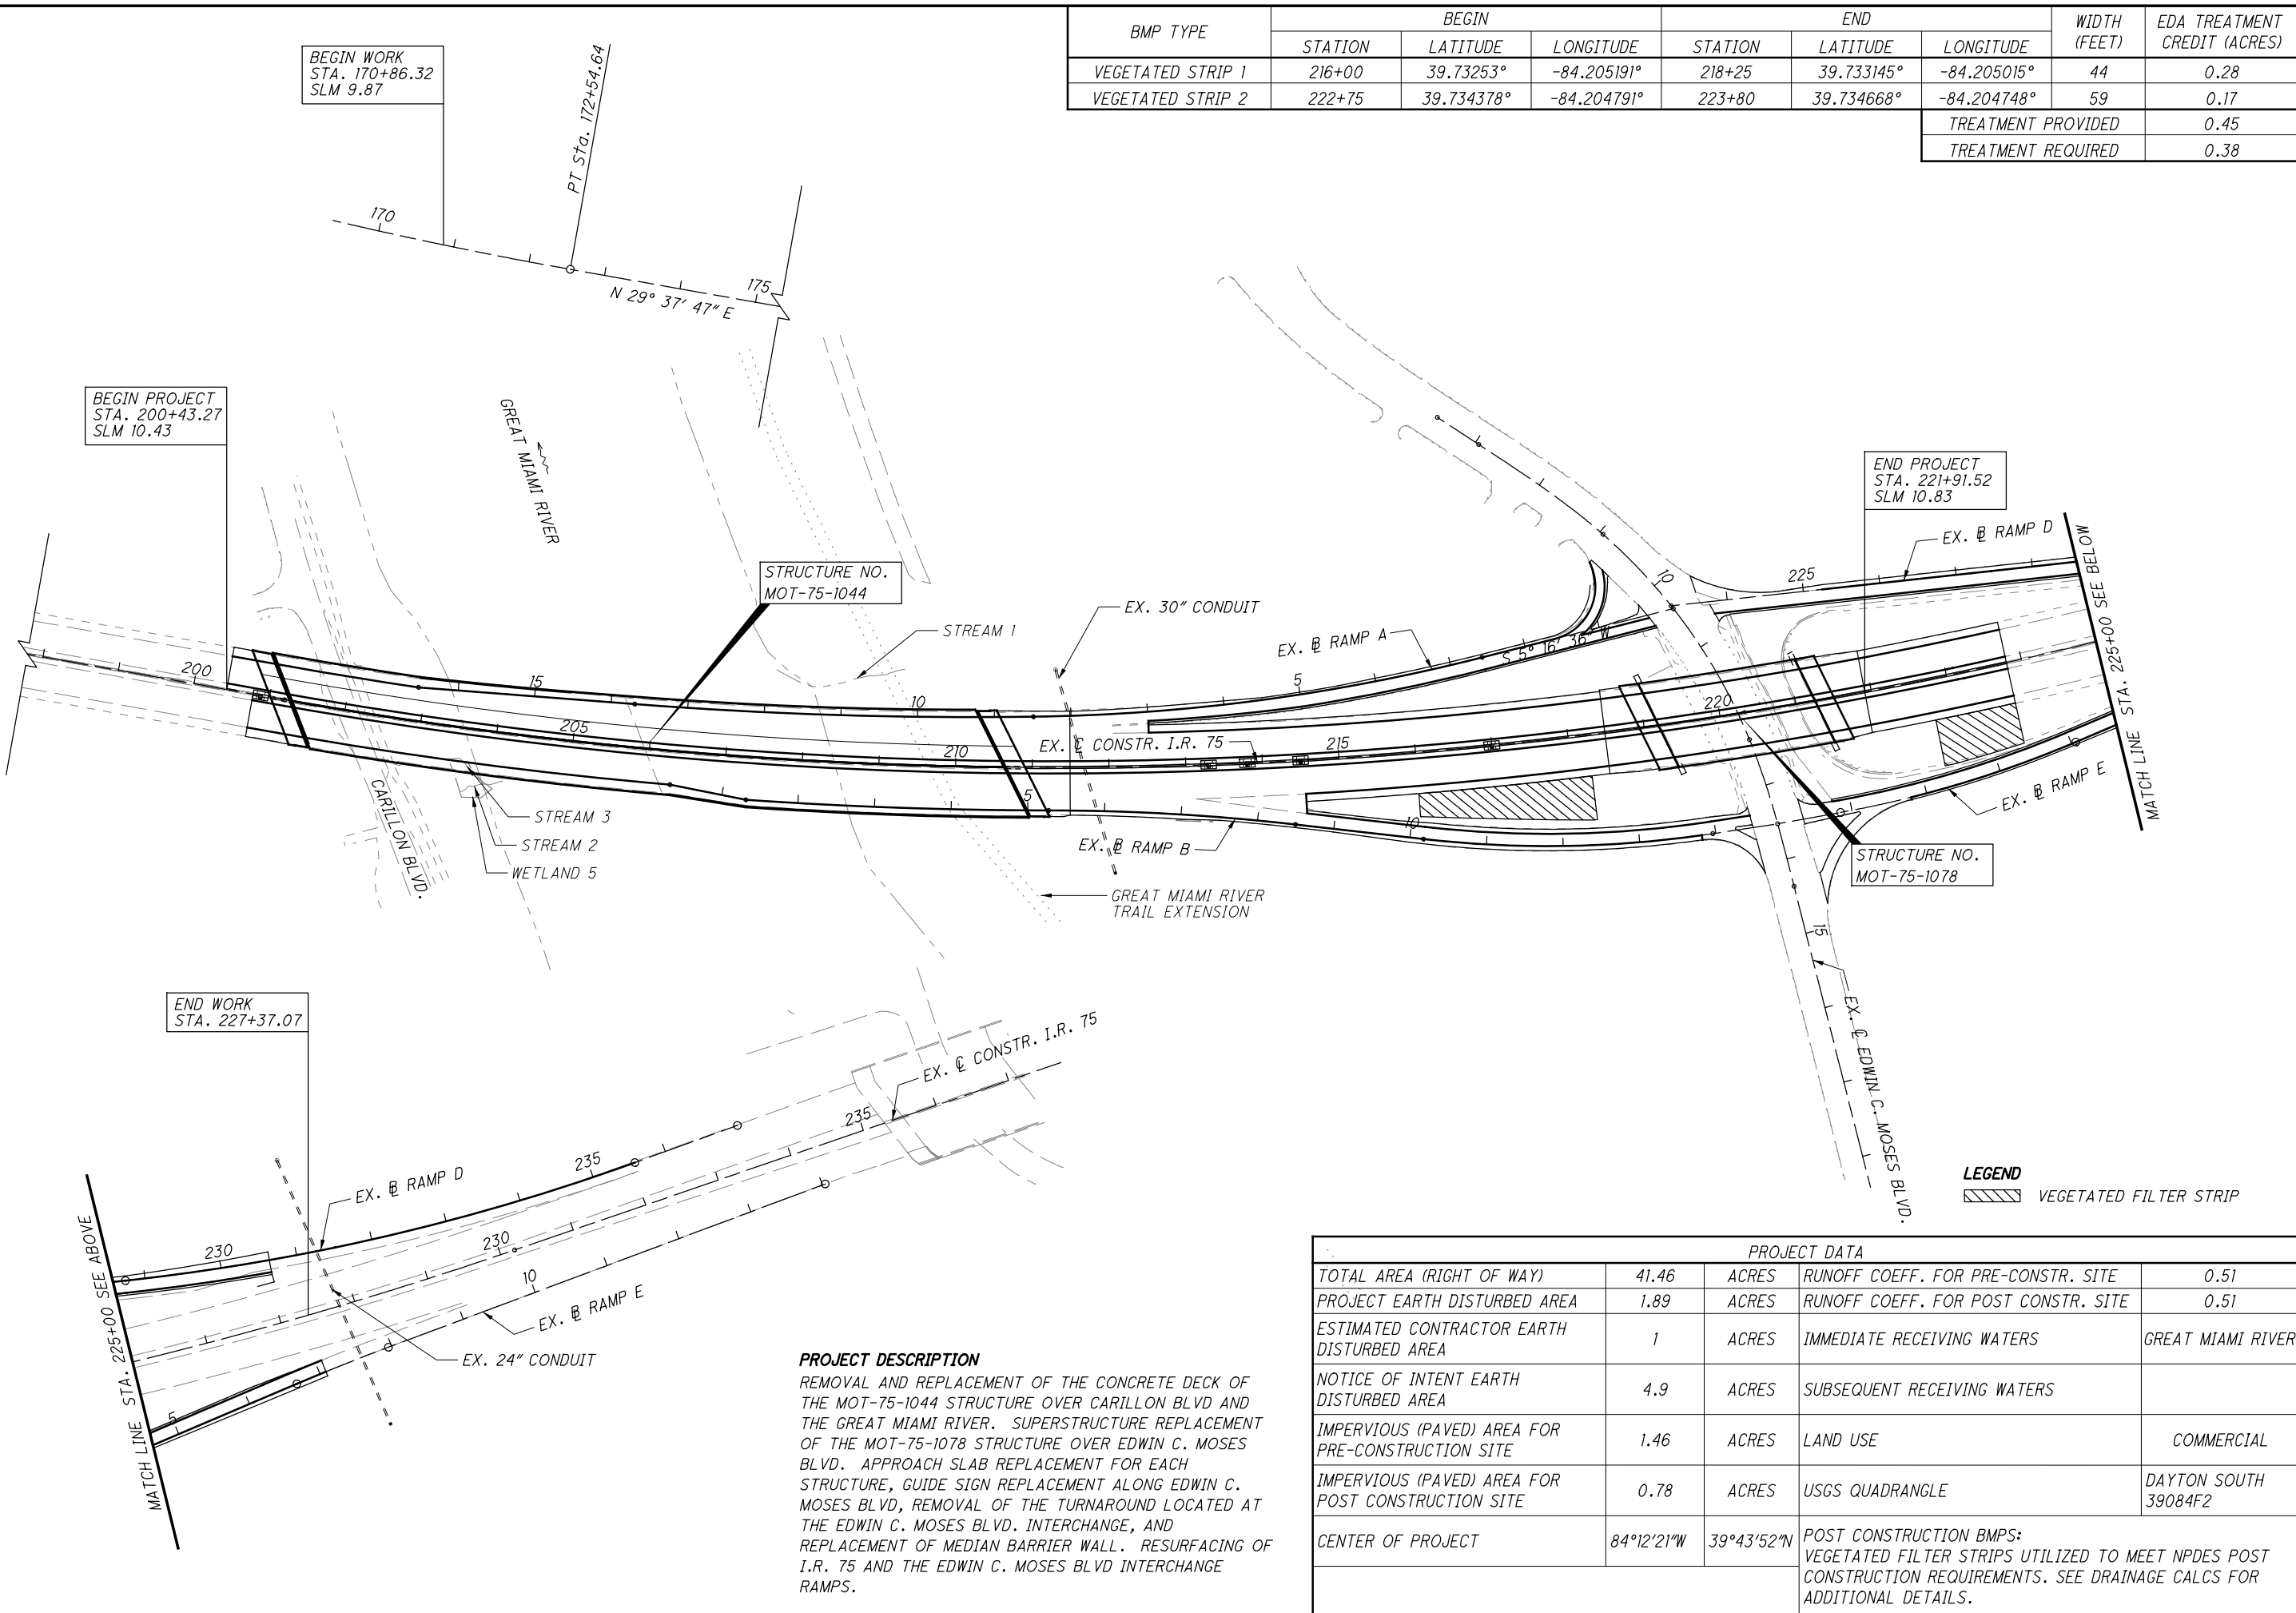 BMP TYPE BEGIN END WIDTH (FEET) EDA TREATMENT CREDIT (ACRES)
STATION LATITUDE LONGITUDE STATION LATITUDE LONGITUDE
VEGETATED STRIP 1 216+00 39.73253° -84.205191° 218+25 39.733145° -84.205015° 44 0.28
VEGETATED STRIP 2 222+75 39.734378° -84.204791° 223+80 39.734668° -84.204748° 59 0.17
TREATMENT PROVIDED 0.45
TREATMENT REQUIRED 0.38
BEGIN WORK
STA. 170+86.32
SLM 9.87
PT Sta. 172+54.64
170
175
N 29° 37' 47" E
BEGIN PROJECT
STA. 200+43.27
SLM 10.43
GREAT MIAMI RIVER
STRUCTURE NO.
MOT-75-1044
STREAM 1
EX. 30" CONDUIT
EX. BL RAMP A
S 5° 16' 36" W
END PROJECT
STA. 221+91.52
SLM 10.83
EX. BL RAMP D
MATCH LINE STA. 225+00 SEE BELOW
10
225
200
15
10
5
205
210
EX. CL CONSTR. I.R. 75
215
220
5
10
CARILLON BLVD.
STREAM 3
STREAM 2
WETLAND 5
EX. BL RAMP B
GREAT MIAMI RIVER
TRAIL EXTENSION
EX. BL RAMP E
STRUCTURE NO.
MOT-75-1078
15
EX. CL EDWIN C. MOSES BLVD.
END WORK
STA. 227+37.07
EX. CL CONSTR. I.R. 75
235
235
EX. BL RAMP D
230
230
10
EX. BL RAMP E
EX. 24" CONDUIT
5
MATCH LINE STA. 225+00 SEE ABOVE
LEGEND
VEGETATED FILTER STRIP
PROJECT DESCRIPTION
REMOVAL AND REPLACEMENT OF THE CONCRETE DECK OF
THE MOT-75-1044 STRUCTURE OVER CARILLON BLVD AND
THE GREAT MIAMI RIVER. SUPERSTRUCTURE REPLACEMENT
OF THE MOT-75-1078 STRUCTURE OVER EDWIN C. MOSES
BLVD. APPROACH SLAB REPLACEMENT FOR EACH
STRUCTURE, GUIDE SIGN REPLACEMENT ALONG EDWIN C.
MOSES BLVD, REMOVAL OF THE TURNAROUND LOCATED AT
THE EDWIN C. MOSES BLVD. INTERCHANGE, AND
REPLACEMENT OF MEDIAN BARRIER WALL. RESURFACING OF
I.R. 75 AND THE EDWIN C. MOSES BLVD INTERCHANGE
RAMPS.
PROJECT DATA
TOTAL AREA (RIGHT OF WAY) 41.46 ACRES RUNOFF COEFF. FOR PRE-CONSTR. SITE 0.51
PROJECT EARTH DISTURBED AREA 1.89 ACRES RUNOFF COEFF. FOR POST CONSTR. SITE 0.51
ESTIMATED CONTRACTOR EARTH
DISTURBED AREA 1 ACRES IMMEDIATE RECEIVING WATERS GREAT MIAMI RIVER
NOTICE OF INTENT EARTH
DISTURBED AREA 4.9 ACRES SUBSEQUENT RECEIVING WATERS
IMPERVIOUS (PAVED) AREA FOR
PRE-CONSTRUCTION SITE 1.46 ACRES LAND USE COMMERCIAL
IMPERVIOUS (PAVED) AREA FOR
POST CONSTRUCTION SITE 0.78 ACRES USGS QUADRANGLE DAYTON SOUTH
39084F2
CENTER OF PROJECT 84°12'21"W 39°43'52"N
POST CONSTRUCTION BMPS:
VEGETATED FILTER STRIPS UTILIZED TO MEET NPDES POST
CONSTRUCTION REQUIREMENTS. SEE DRAINAGE CALCS FOR
ADDITIONAL DETAILS.